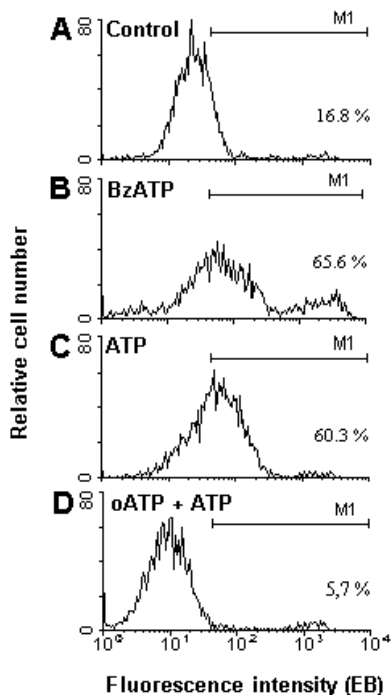 A Control
M1
80
16.8 %
0
B BzATP
M1
80
65.6 %
0
C ATP
M1
80
60.3 %
0
D oATP + ATP
M1
80
5,7 %
0
10⁰ 10¹ 10² 10³ 10⁴
Fluorescence intensity (EB)
Relative cell number